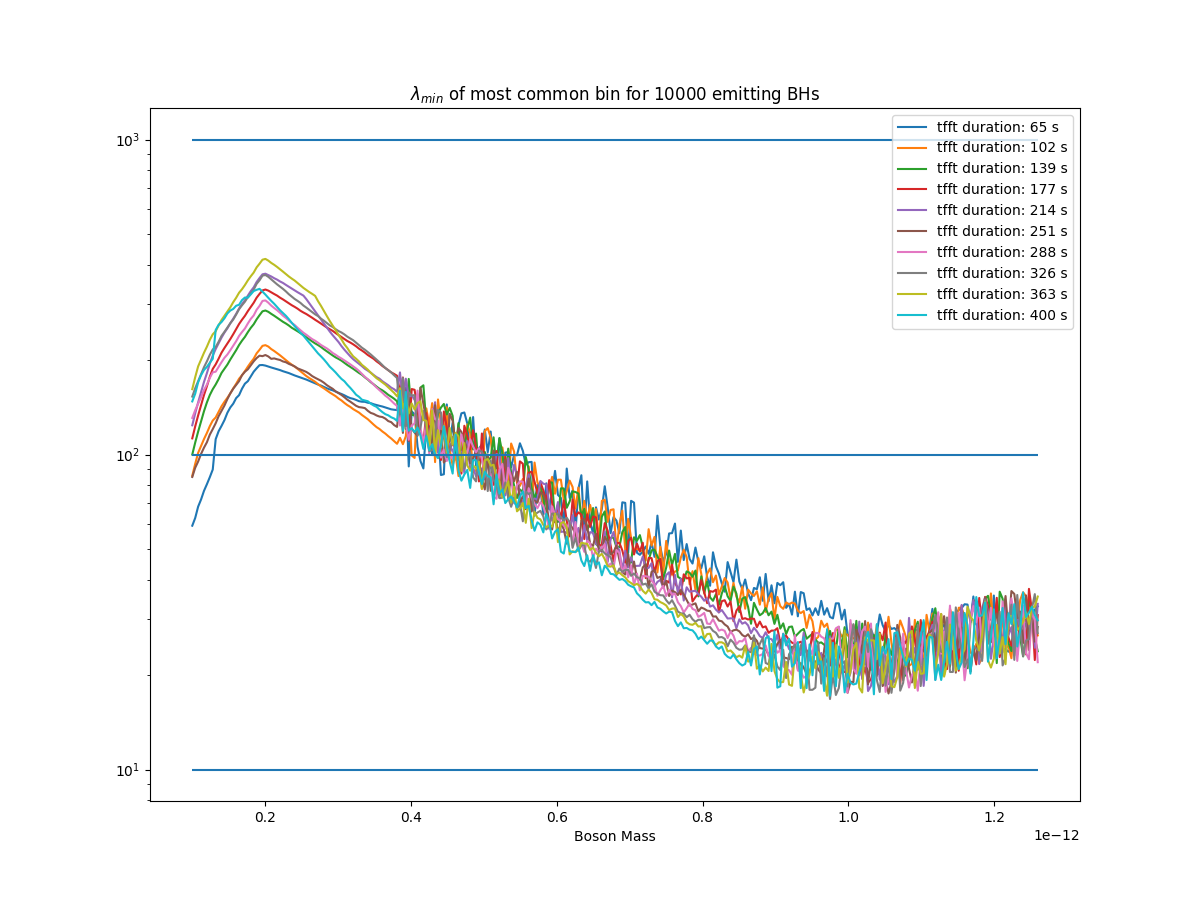 λmin of most common bin for 10000 emitting BHs
10³
10²
10¹
tfft duration: 65 s
tfft duration: 102 s
tfft duration: 139 s
tfft duration: 177 s
tfft duration: 214 s
tfft duration: 251 s
tfft duration: 288 s
tfft duration: 326 s
tfft duration: 363 s
tfft duration: 400 s
0.2 0.4 0.6 0.8 1.0 1.2
1e−12
Boson Mass